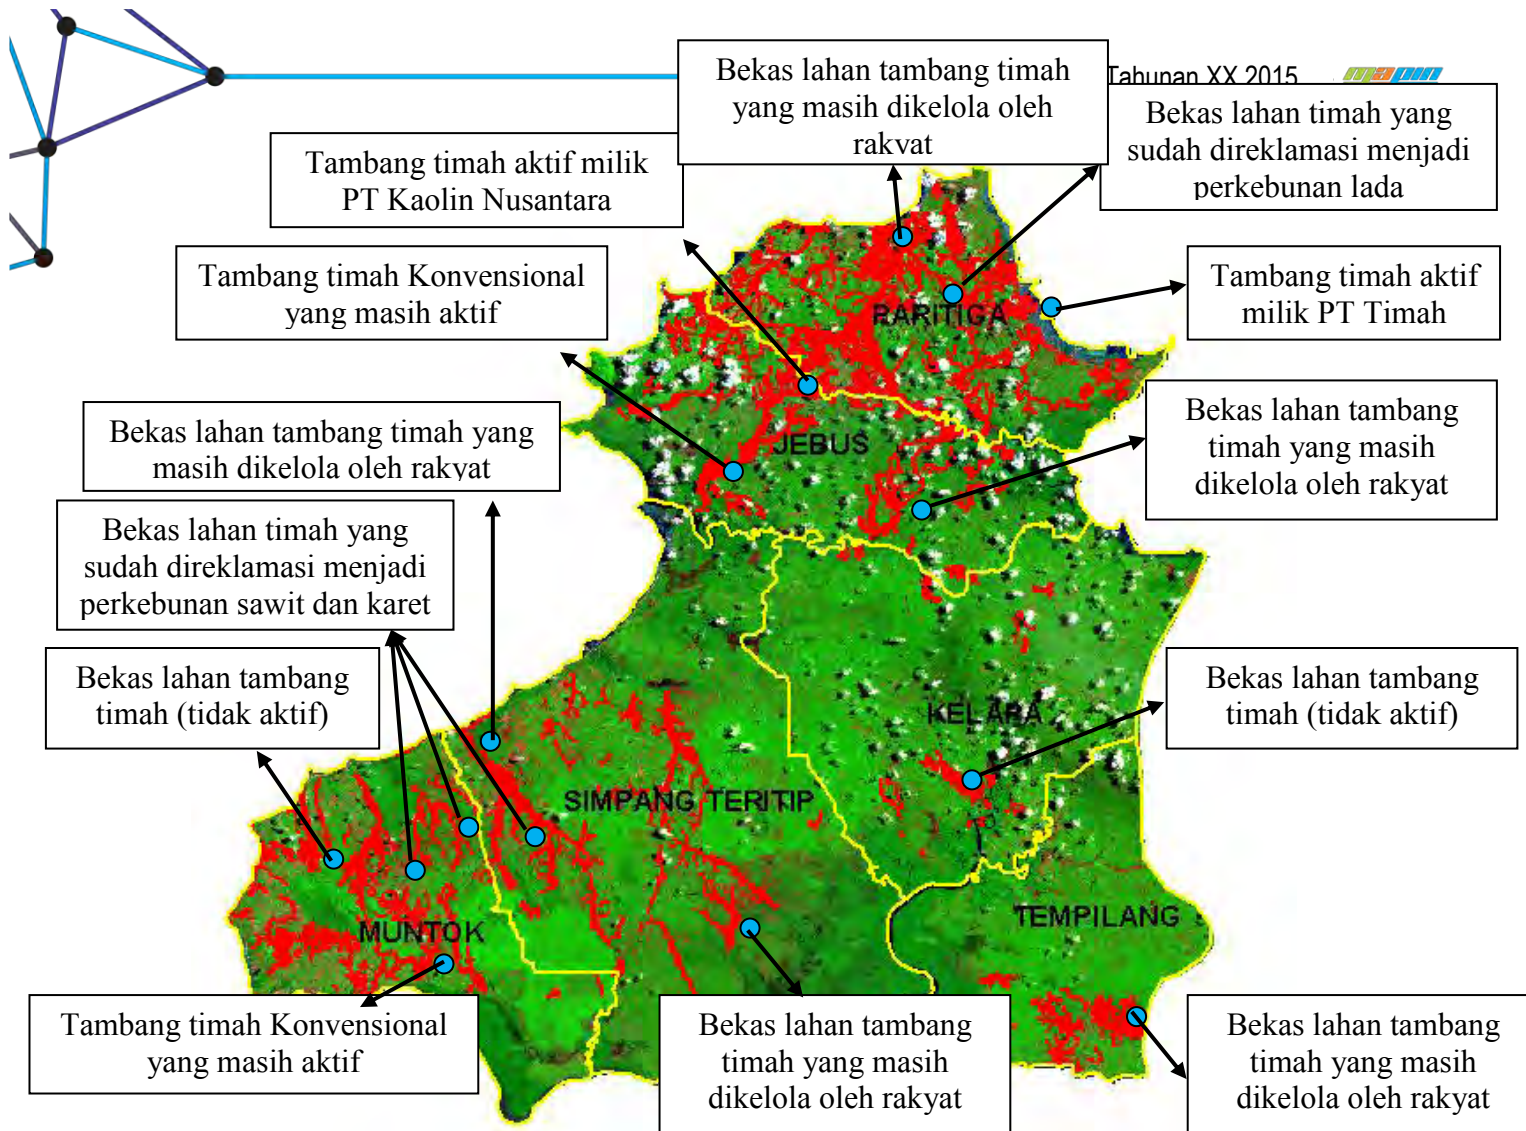 Tahunan XX 2015
mapin
Bekas lahan tambang timah
yang masih dikelola oleh
rakyat
Bekas lahan timah yang
sudah direklamasi menjadi
perkebunan lada
Tambang timah aktif milik
PT Kaolin Nusantara
Tambang timah Konvensional
yang masih aktif
Tambang timah aktif
milik PT Timah
PARITIGA
Bekas lahan tambang
timah yang masih
dikelola oleh rakyat
Bekas lahan tambang timah yang
masih dikelola oleh rakyat
JEBUS
Bekas lahan timah yang
sudah direklamasi menjadi
perkebunan sawit dan karet
Bekas lahan tambang
timah (tidak aktif)
Bekas lahan tambang
timah (tidak aktif)
KELAPA
SIMPANG TERITIP
TEMPILANG
MUNTOK
Tambang timah Konvensional
yang masih aktif
Bekas lahan tambang
timah yang masih
dikelola oleh rakyat
Bekas lahan tambang
timah yang masih
dikelola oleh rakyat